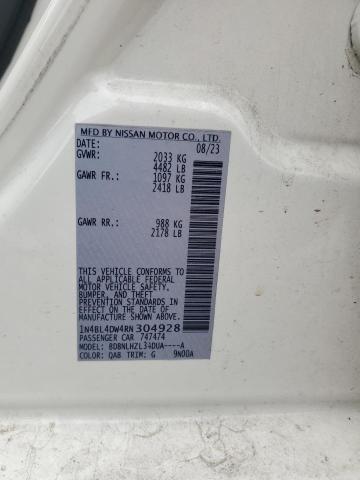 MFD BY NISSAN MOTOR CO., LTD.
DATE: 08/23
GVWR: 2033 KG
4482 LB
GAWR FR.: 1097 KG
2418 LB
GAWR RR.: 988 KG
2178 LB
THIS VEHICLE CONFORMS TO ALL
APPLICABLE U.S. FEDERAL
MOTOR VEHICLE SAFETY,
BUMPER, AND THEFT
PREVENTION STANDARDS
IN EFFECT ON THE DATE OF
MANUFACTURE SHOWN ABOVE.
1N4BL4DW4RN304928
PASSENGER CAR 747474
MODEL: BDBNLHZL34DUA----A
COLOR: QAB TRIM: G 9N00A